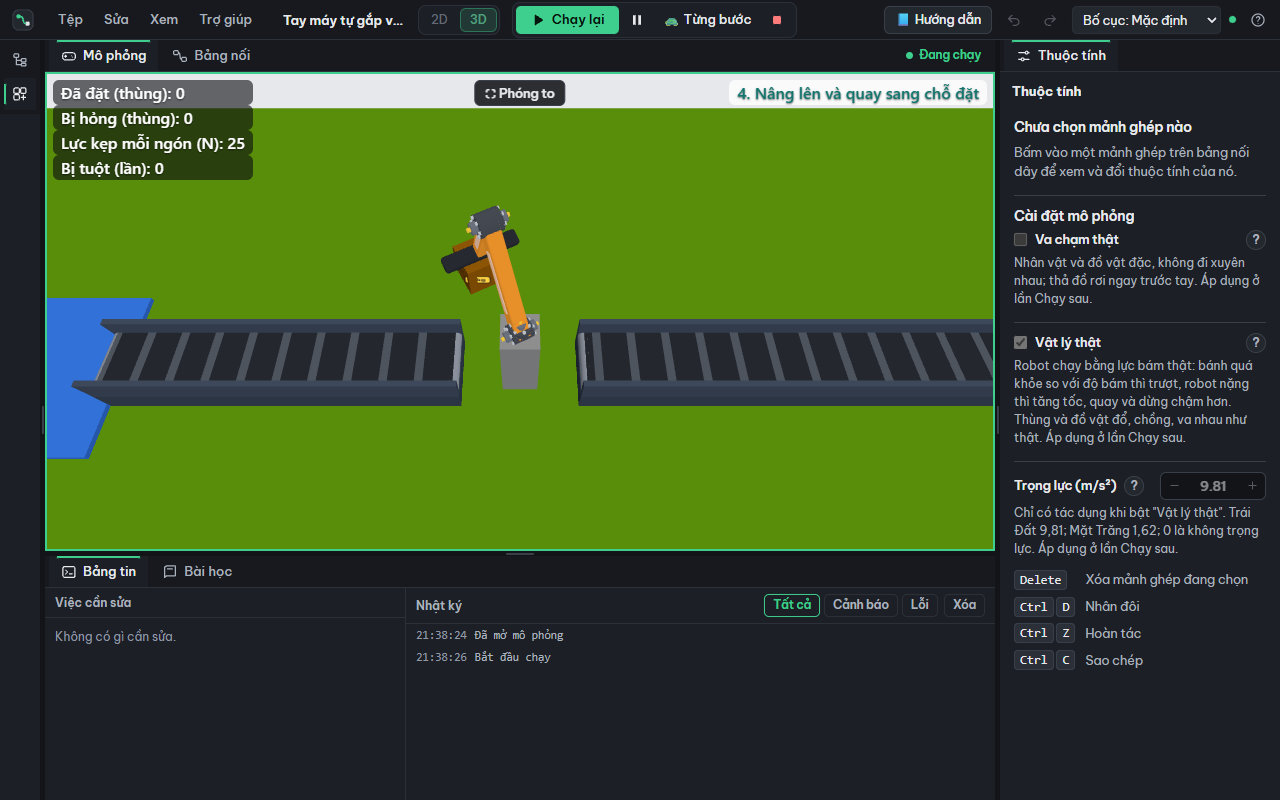 Tệp Sửa Xem Trợ giúp Tay máy tự gắp v... 2D 3D Chạy lại Từng bước Hướng dẫn Bố cục: Mặc định
Mô phỏng Bảng nối Đang chạy
Đã đặt (thùng): 0
Bị hỏng (thùng): 0
Lực kẹp mỗi ngón (N): 25
Bị tuột (lần): 0
Phóng to
4. Nâng lên và quay sang chỗ đặt
Bảng tin Bài học
Việc cần sửa
Không có gì cần sửa.
Nhật ký Tất cả Cảnh báo Lỗi Xóa
21:38:24 Đã mở mô phỏng
21:38:26 Bắt đầu chạy
Thuộc tính
Thuộc tính
Chưa chọn mảnh ghép nào
Bấm vào một mảnh ghép trên bảng nối
dây để xem và đổi thuộc tính của nó.
Cài đặt mô phỏng
Va chạm thật ?
Nhân vật và đồ vật đặc, không đi xuyên
nhau; thả đồ rơi ngay trước tay. Áp dụng ở
lần Chạy sau.
Vật lý thật ?
Robot chạy bằng lực bám thật: bánh quá
khỏe so với độ bám thì trượt, robot nặng
thì tăng tốc, quay và dừng chậm hơn.
Thùng và đồ vật đổ, chồng, va nhau như
thật. Áp dụng ở lần Chạy sau.
Trọng lực (m/s²) ? − 9.81 +
Chỉ có tác dụng khi bật "Vật lý thật". Trái
Đất 9,81; Mặt Trăng 1,62; 0 là không trọng
lực. Áp dụng ở lần Chạy sau.
Delete Xóa mảnh ghép đang chọn
Ctrl D Nhân đôi
Ctrl Z Hoàn tác
Ctrl C Sao chép